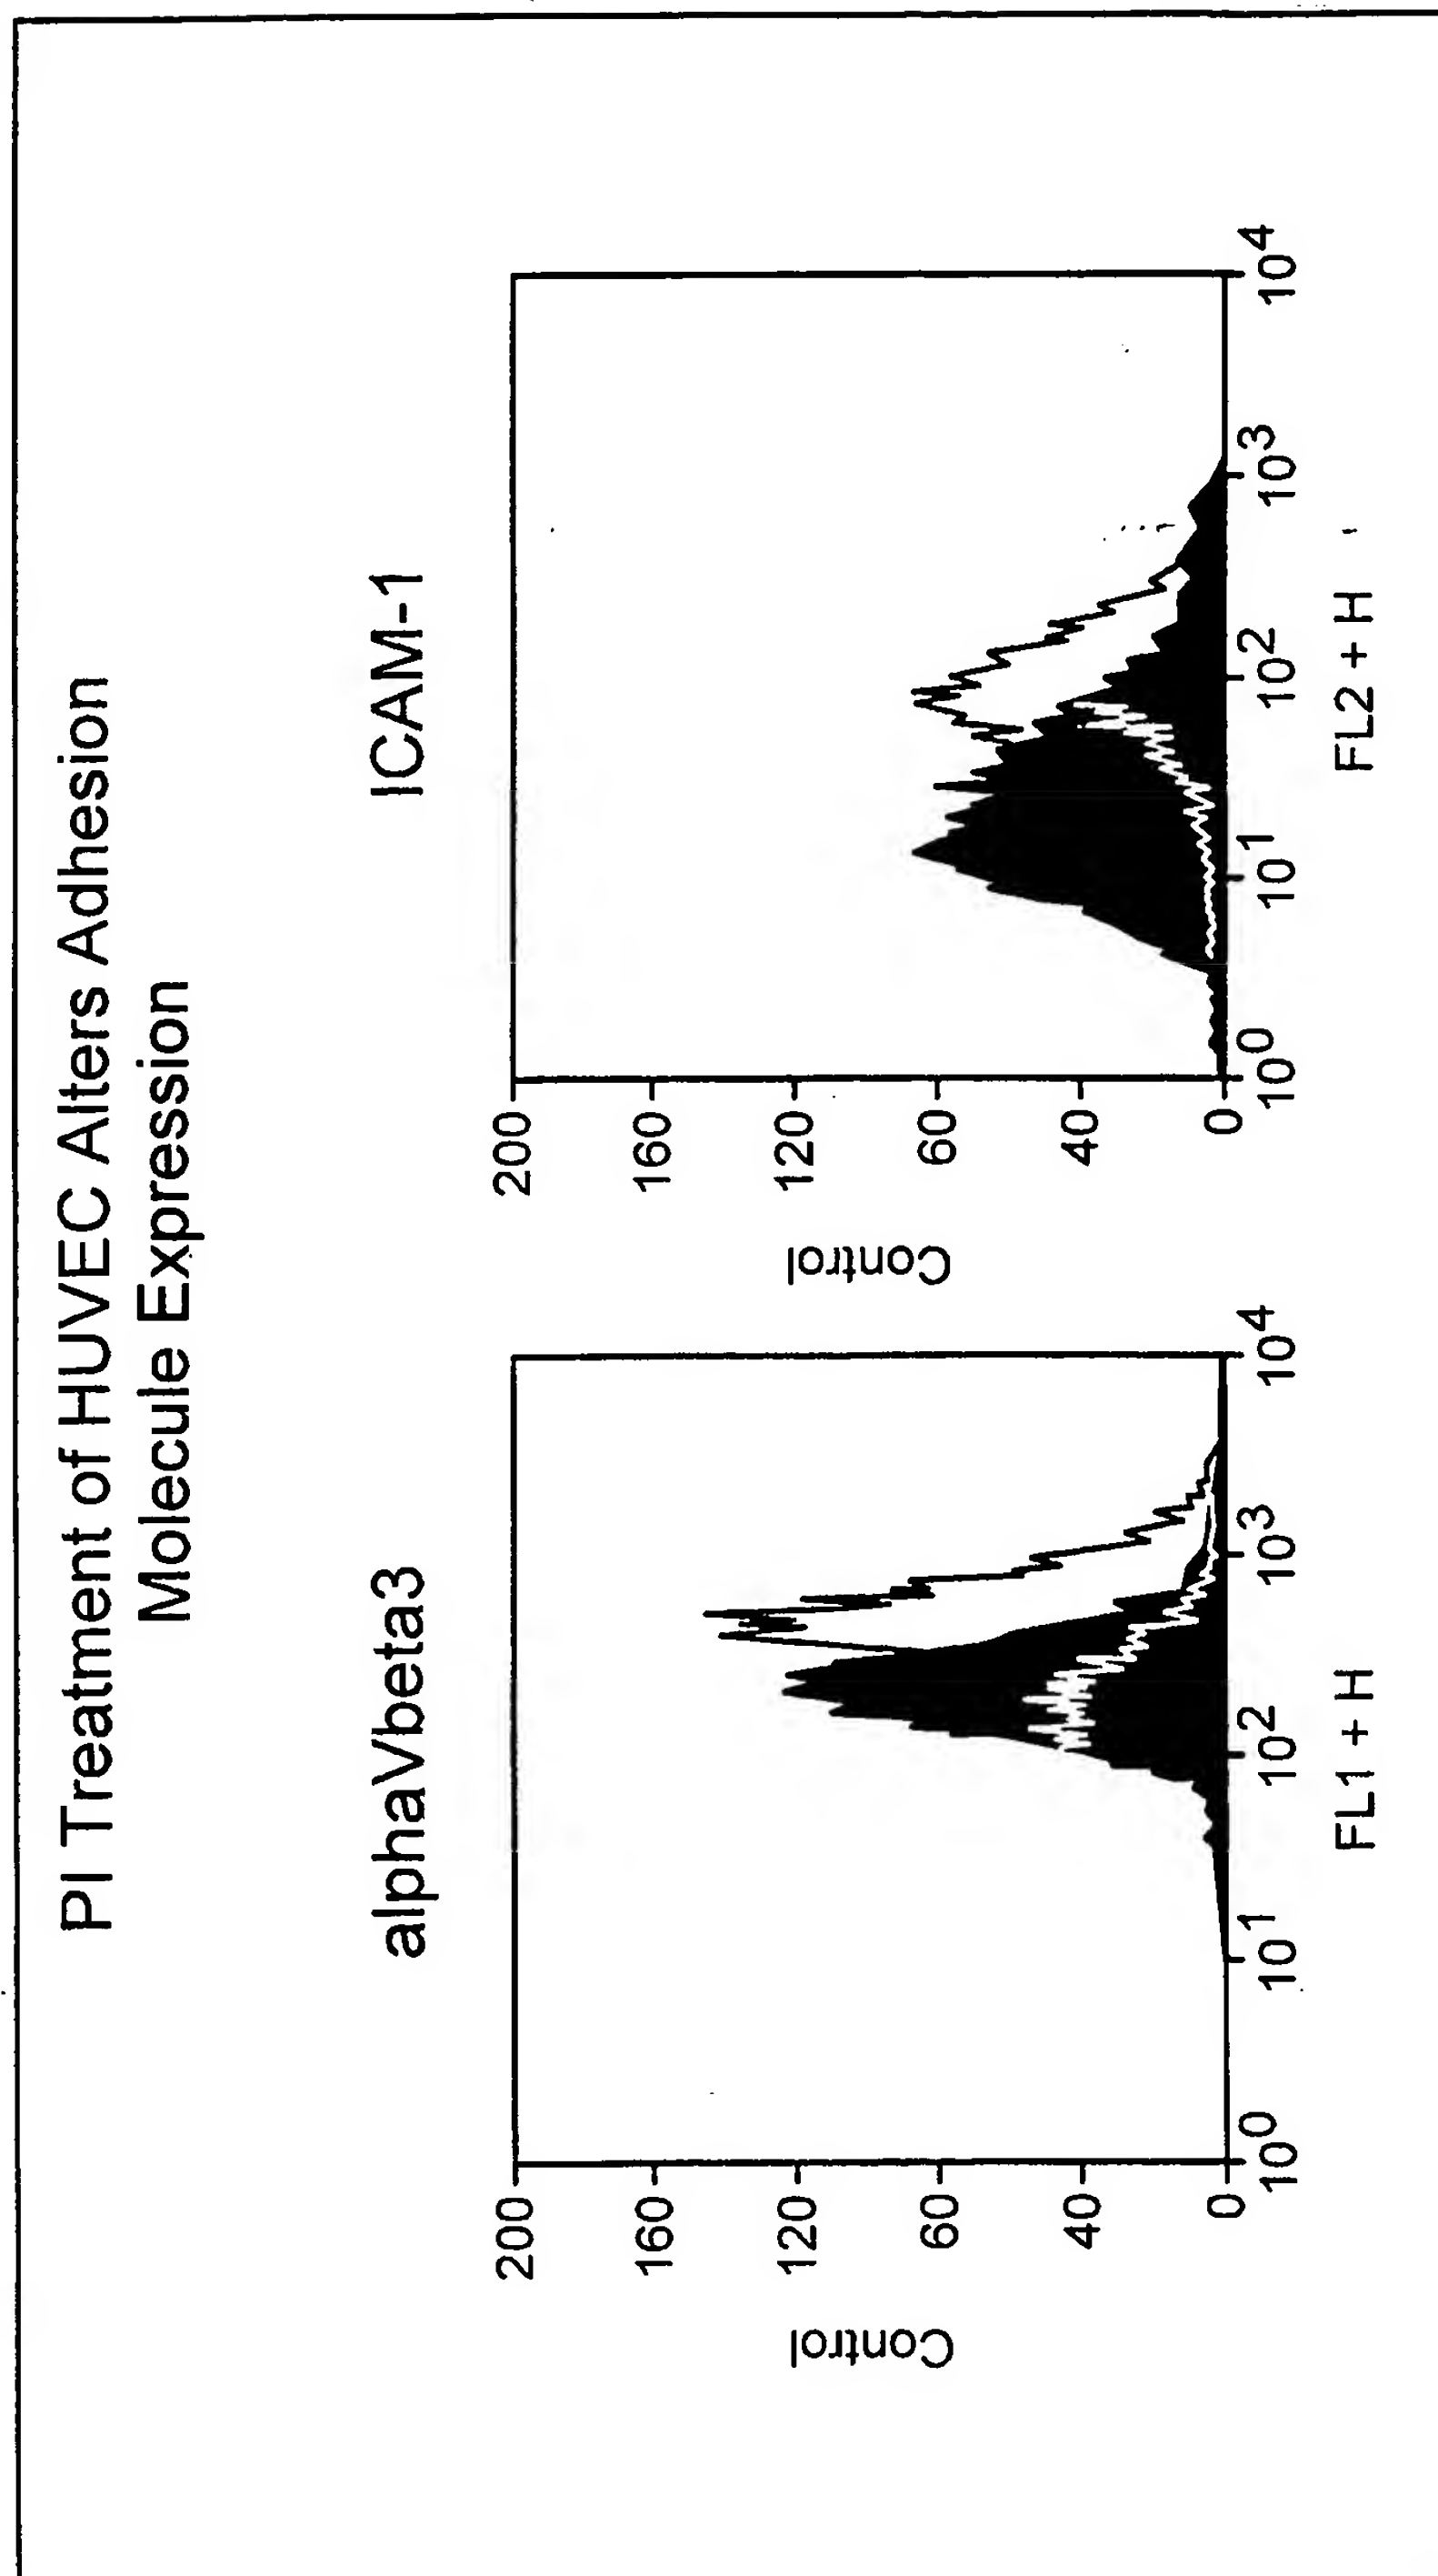 PI Treatment of HUVEC Alters Adhesion
Molecule Expression
alphaVbeta3
200
160
120
60
40
0
Control
10^0 10^1 10^2 10^3 10^4
FL1 + H
ICAM-1
200
160
120
60
40
0
Control
10^0 10^1 10^2 10^3 10^4
FL2 + H